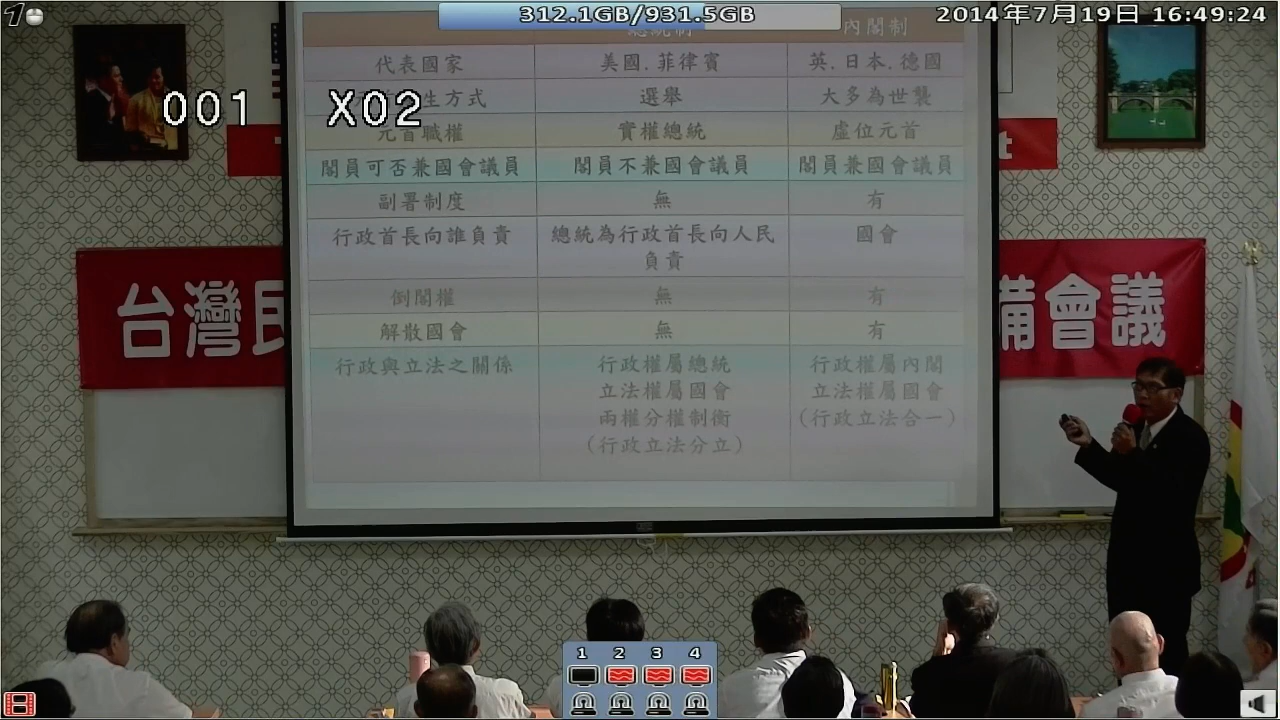 1
312.1GB/931.5GB
2014年7月19日 16:49:24
001 X02
總統制 內閣制
代表國家 美國.菲律賓 英.日本.德國
生方式 選舉 大多為世襲
元首職權 實權總統 虛位元首
閣員可否兼國會議員 閣員不兼國會議員 閣員兼國會議員
副署制度 無 有
行政首長向誰負責 總統為行政首長向人民 國會
負責
倒閣權 無 有
解散國會 無 有
行政與立法之關係 行政權屬總統 行政權屬內閣
立法權屬國會 立法權屬國會
兩權分權制衡 (行政立法合一)
(行政立法分立)
t
台灣民
備會議
1 2 3 4